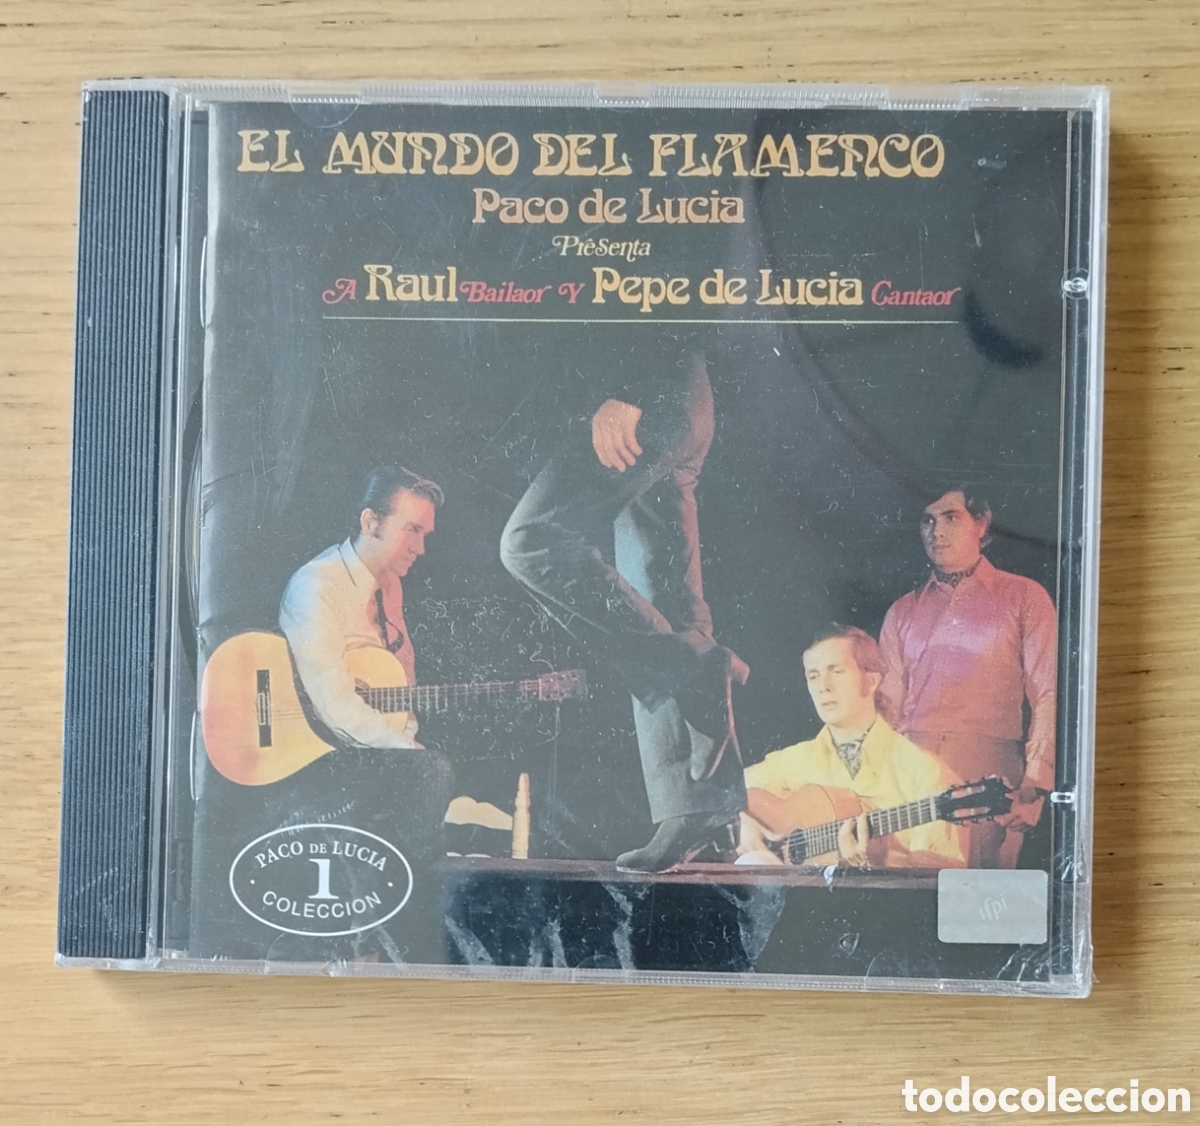 EL MUNDO DEL FLAMENCO
Paco de Lucia
Presenta
A Raul Bailaor Y Pepe de Lucia Cantaor
PACO DE LUCIA
1
· COLECCION ·
ifpi
todocoleccion